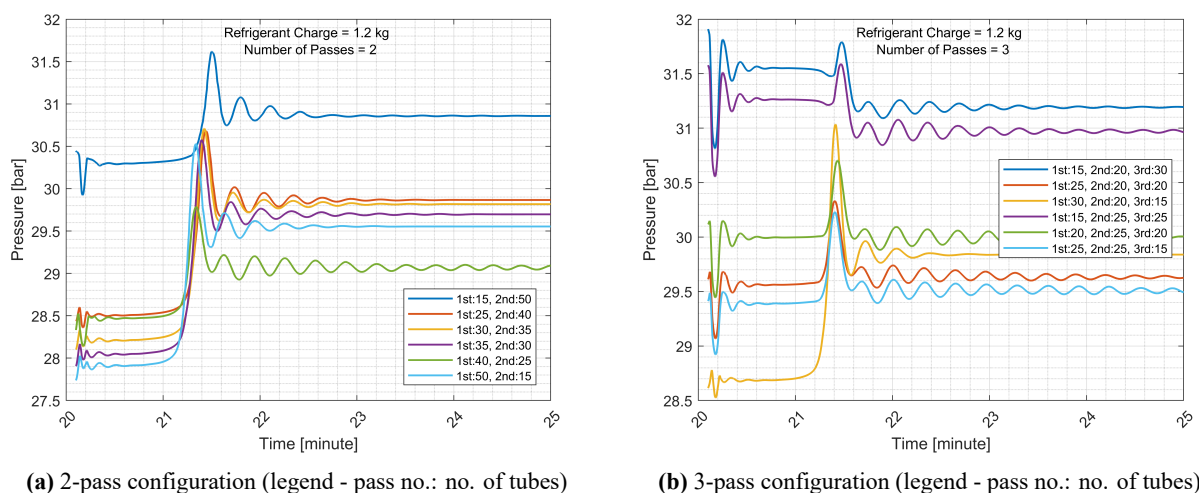 32
31.5
31
30.5
30
29.5
29
28.5
28
27.5
Pressure [bar]
Refrigerant Charge = 1.2 kg
Number of Passes = 2
1st:15, 2nd:50
1st:25, 2nd:40
1st:30, 2nd:35
1st:35, 2nd:30
1st:40, 2nd:25
1st:50, 2nd:15
20
21
22
23
24
25
Time [minute]
(a) 2-pass configuration (legend - pass no.: no. of tubes)
32
31.5
31
30.5
30
29.5
29
28.5
Pressure [bar]
Refrigerant Charge = 1.2 kg
Number of Passes = 3
1st:15, 2nd:20, 3rd:30
1st:25, 2nd:20, 3rd:20
1st:30, 2nd:20, 3rd:15
1st:15, 2nd:25, 3rd:25
1st:20, 2nd:25, 3rd:20
1st:25, 2nd:25, 3rd:15
20
21
22
23
24
25
Time [minute]
(b) 3-pass configuration (legend - pass no.: no. of tubes)